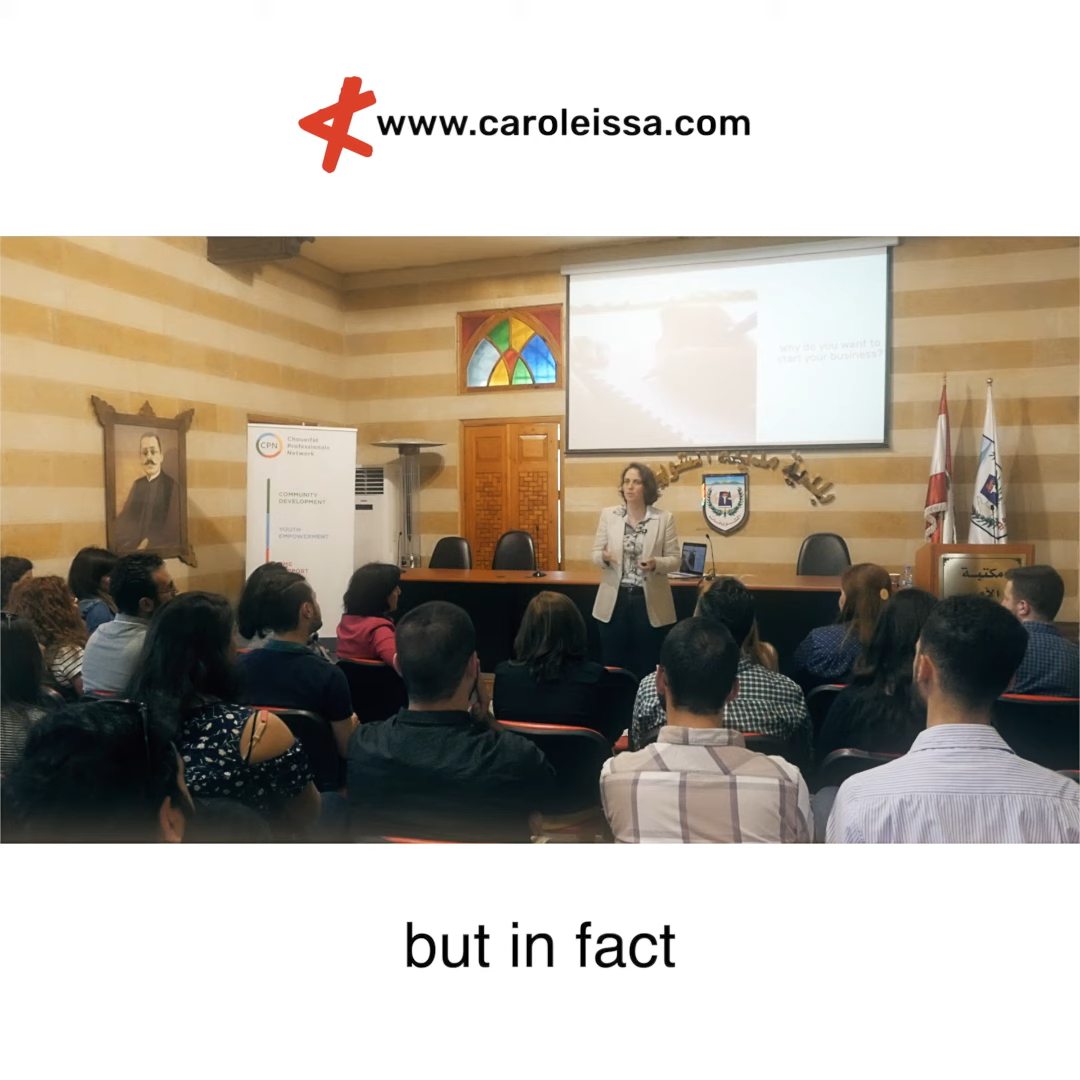 www.caroleissa.com
Why do you want to
start your business?
CPN
Choueifat
Professionals
Network
COMMUNITY
DEVELOPMENT
YOUTH
EMPOWERMENT
مكتبة
but in fact